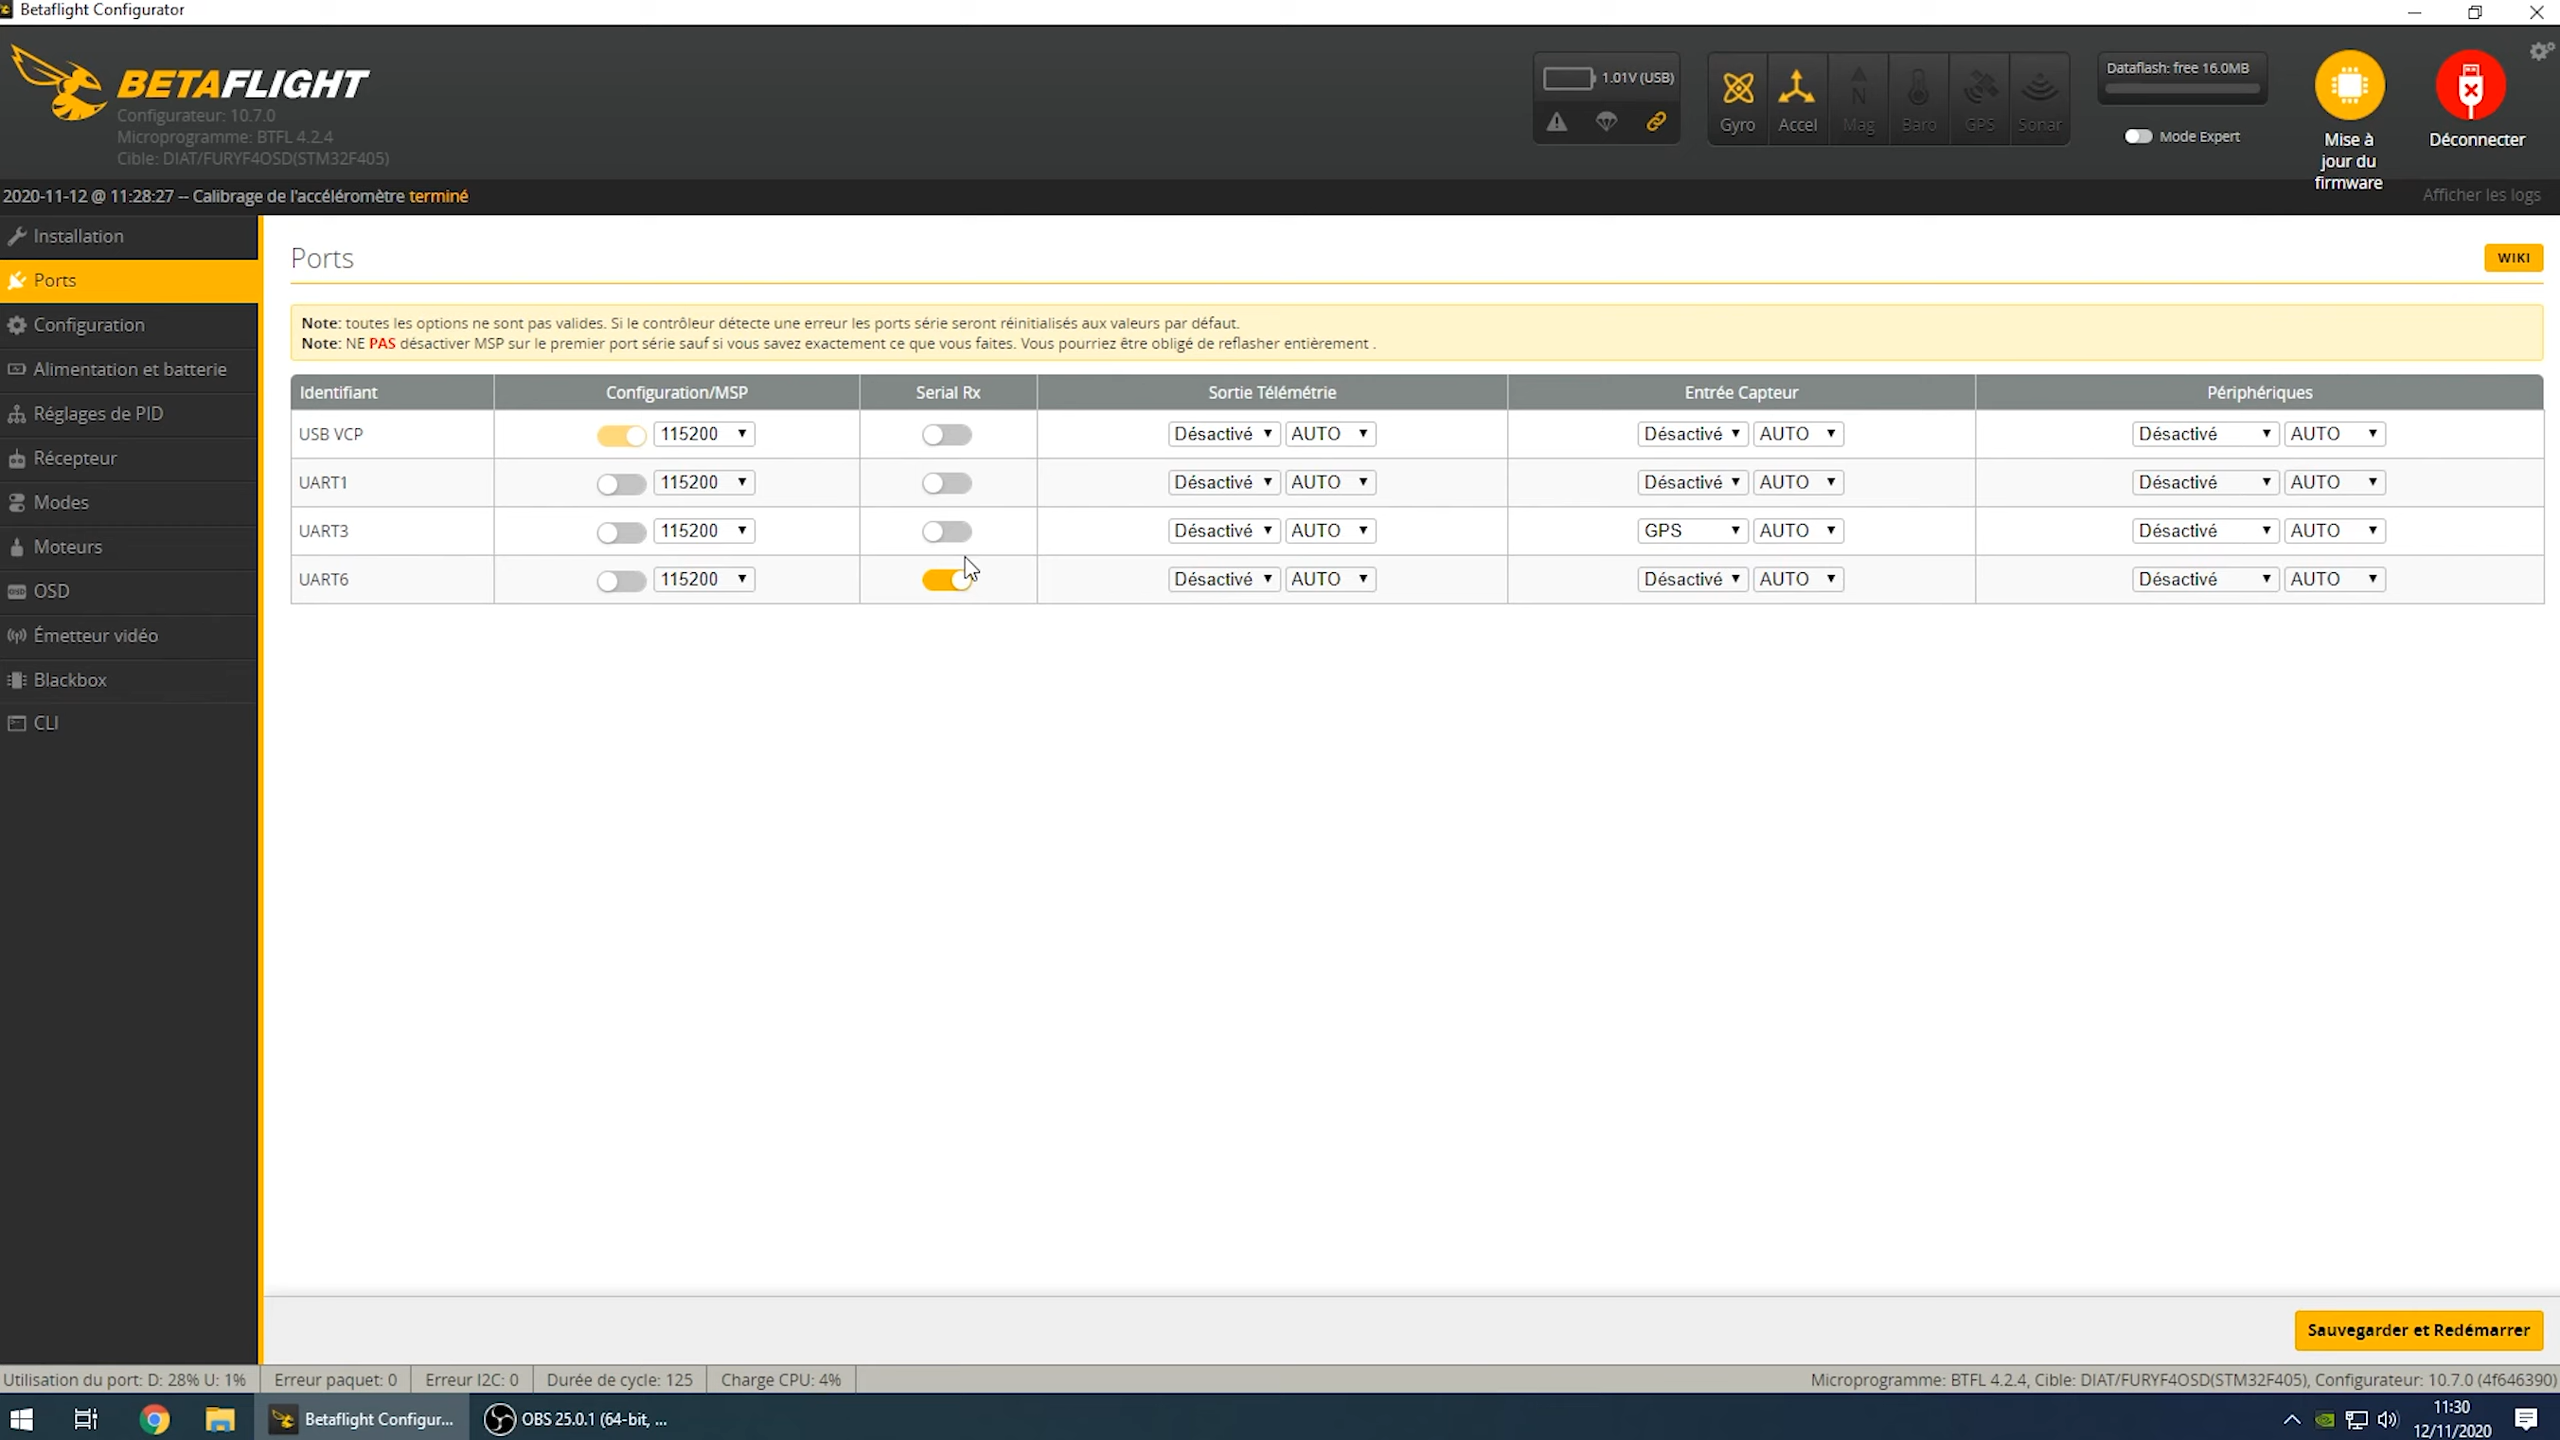 Betaflight Configurator
BETAFLIGHT
Configurateur: 10.7.0
Microprogramme: BTFL 4.2.4
Cible: DIAT/FURYF4OSD(STM32F405)
1.01V (USB)
Gyro
Accel
Mag
Baro
GPS
Sonar
Dataflash: free 16.0MB
Mode Expert
Mise à
jour du
firmware
Déconnecter
2020-11-12 @ 11:28:27 -- Calibrage de l'accéléromètre terminé
Afficher les logs
Installation
Ports
Configuration
Alimentation et batterie
Réglages de PID
Récepteur
Modes
Moteurs
OSD
Émetteur vidéo
Blackbox
CLI
Ports
WIKI
Note: toutes les options ne sont pas valides. Si le contrôleur détecte une erreur les ports série seront réinitialisés aux valeurs par défaut.
Note: NE PAS désactiver MSP sur le premier port série sauf si vous savez exactement ce que vous faites. Vous pourriez être obligé de reflasher entièrement .
Identifiant Configuration/MSP Serial Rx Sortie Télémétrie Entrée Capteur Périphériques
USB VCP 115200 Désactivé AUTO Désactivé AUTO Désactivé AUTO
UART1 115200 Désactivé AUTO Désactivé AUTO Désactivé AUTO
UART3 115200 Désactivé AUTO GPS AUTO Désactivé AUTO
UART6 115200 Désactivé AUTO Désactivé AUTO Désactivé AUTO
Sauvegarder et Redémarrer
Utilisation du port: D: 28% U: 1% Erreur paquet: 0 Erreur I2C: 0 Durée de cycle: 125 Charge CPU: 4% Microprogramme: BTFL 4.2.4, Cible: DIAT/FURYF4OSD(STM32F405), Configurateur: 10.7.0 (4f646390)
Betaflight Configur...
OBS 25.0.1 (64-bit, ...
11:30
12/11/2020